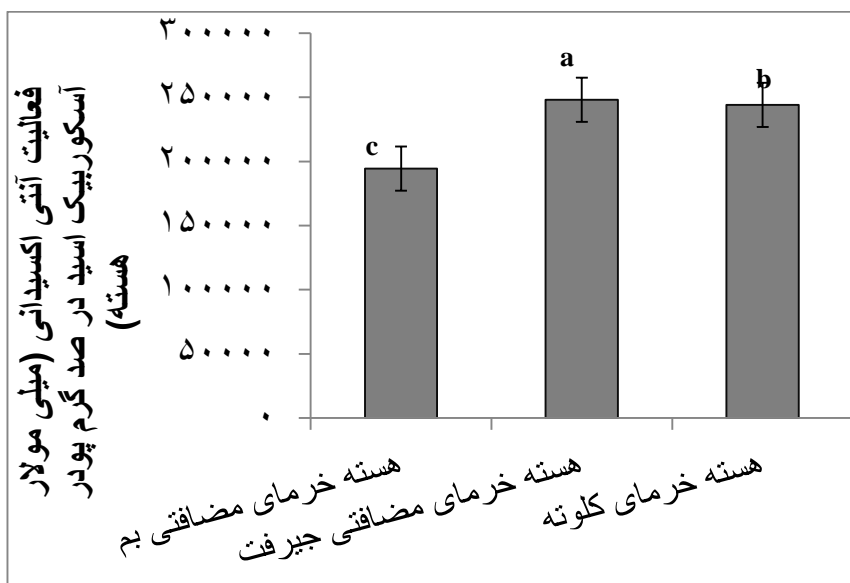 فعالیت آنتی اکسیدانی (میلی مولار
آسکوربیک اسید در صد گرم پودر
هسته)
۳۰۰۰۰۰
۲۵۰۰۰۰
۲۰۰۰۰۰
۱۵۰۰۰۰
۱۰۰۰۰۰
۵۰۰۰۰
۰
c
a
b
هسته خرمای مضافتی بم
هسته خرمای مضافتی جیرفت
هسته خرمای کلوته